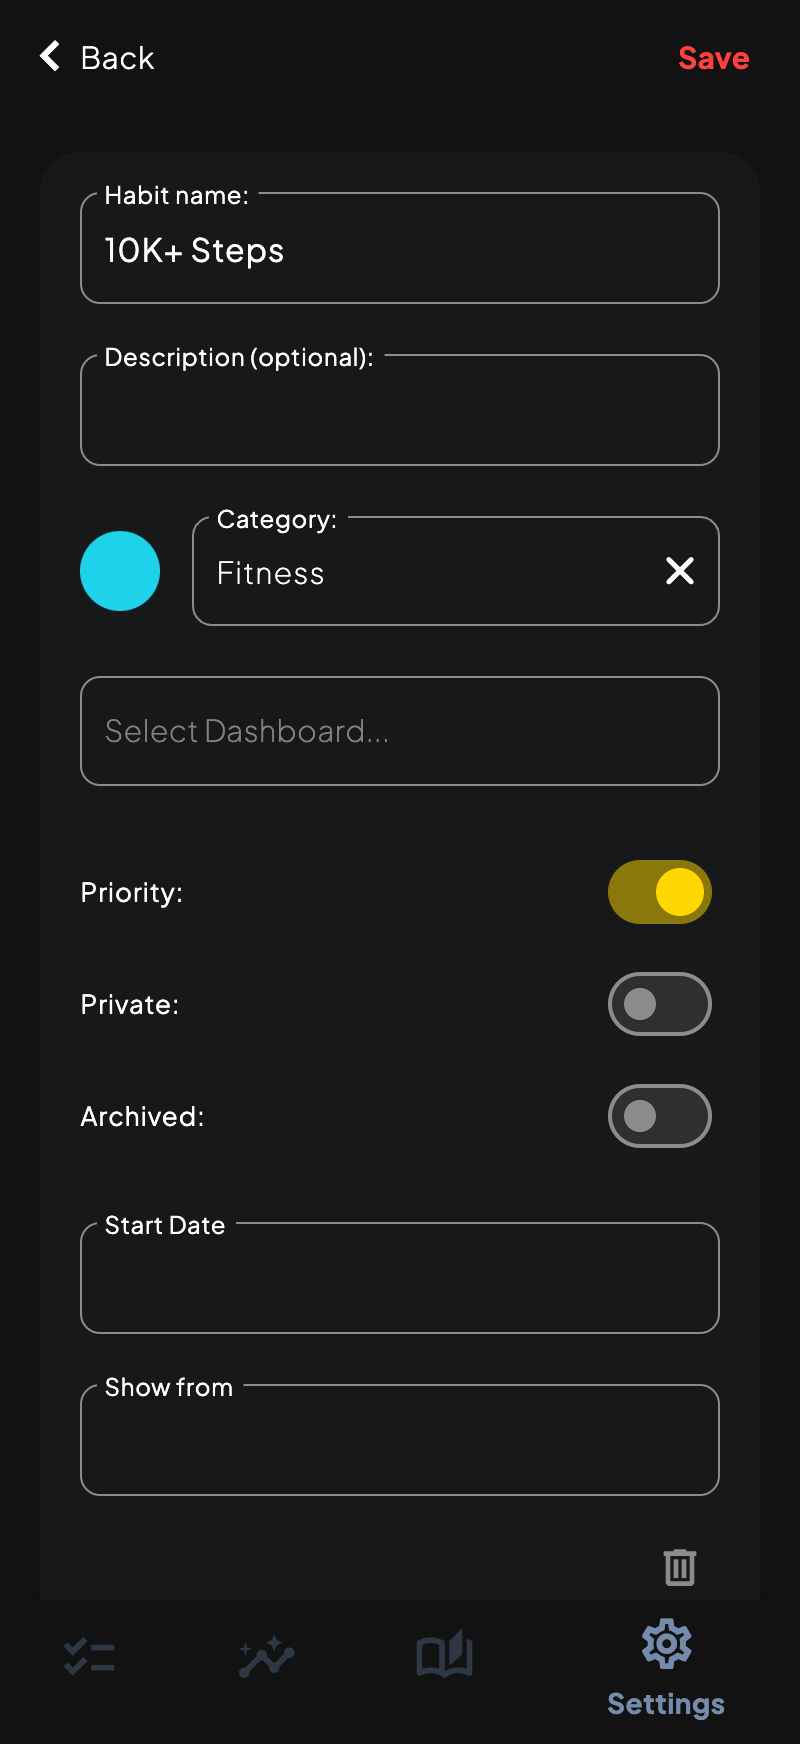 Back
Save
Habit name:
10K+ Steps
Description (optional):
Category:
Fitness
Select Dashboard...
Priority:
Private:
Archived:
Start Date
Show from
Settings